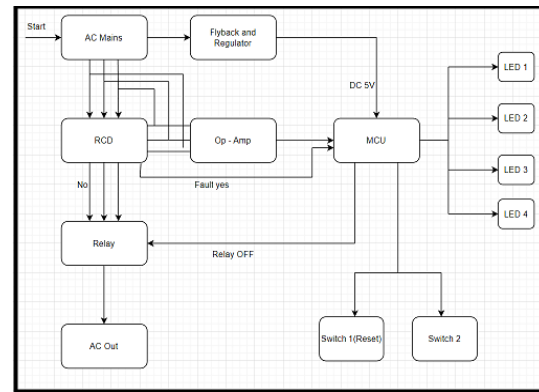 Start
AC Mains
Flyback and
Regulator
LED 1
DC 5V
LED 2
RCD
Op - Amp
MCU
LED 3
No
Fault yes
LED 4
Relay
Relay OFF
AC Out
Switch 1(Reset)
Switch 2